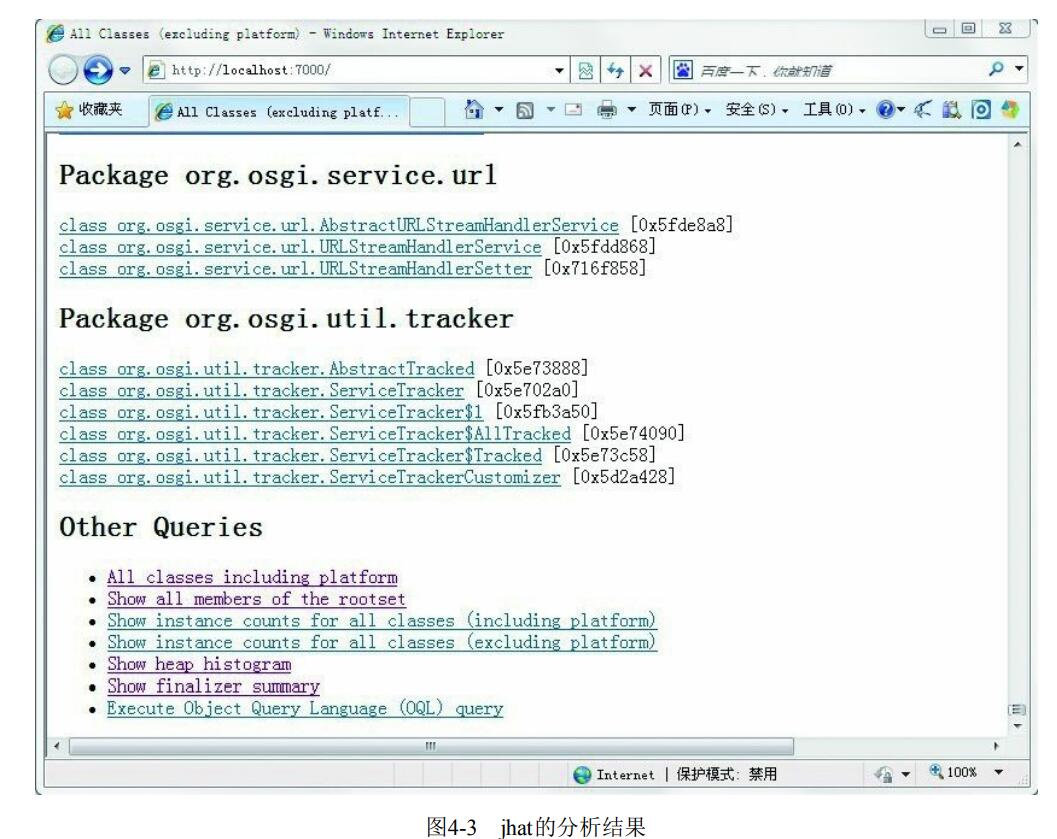 All Classes (excluding platform) - Windows Internet Explorer
http://localhost:7000/
百度一下，你就知道
收藏夹
All Classes (excluding platf...
页面(P)
安全(S)
工具(O)
Package org.osgi.service.url
class org.osgi.service.url.AbstractURLStreamHandlerService [0x5fde8a8]
class org.osgi.service.url.URLStreamHandlerService [0x5fdd868]
class org.osgi.service.url.URLStreamHandlerSetter [0x716f858]
Package org.osgi.util.tracker
class org.osgi.util.tracker.AbstractTracked [0x5e73888]
class org.osgi.util.tracker.ServiceTracker [0x5e702a0]
class org.osgi.util.tracker.ServiceTracker$1 [0x5fb3a50]
class org.osgi.util.tracker.ServiceTracker$AllTracked [0x5e74090]
class org.osgi.util.tracker.ServiceTracker$Tracked [0x5e73c58]
class org.osgi.util.tracker.ServiceTrackerCustomizer [0x5d2a428]
Other Queries
All classes including platform
Show all members of the rootset
Show instance counts for all classes (including platform)
Show instance counts for all classes (excluding platform)
Show heap histogram
Show finalizer summary
Execute Object Query Language (OQL) query
Internet | 保护模式: 禁用
100%
图4-3 jhat的分析结果